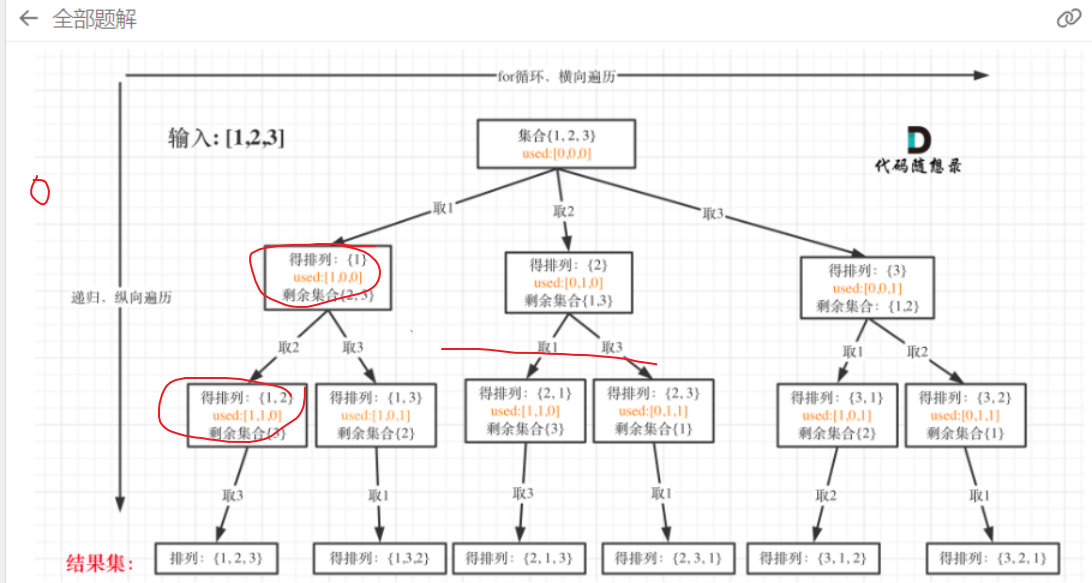 全部题解
for循环，横向遍历
输入: [1,2,3]
集合{1, 2, 3}
used:[0,0,0]
代码随想录
取1
取2
取3
得排列：{1}
used:[1,0,0]
剩余集合{2,3}
得排列：{2}
used:[0,1,0]
剩余集合{1,3}
得排列：{3}
used:[0,0,1]
剩余集合：{1,2}
递归，纵向遍历
取2
取3
取1
取3
取1
取2
得排列：{1, 2}
used:[1,1,0]
剩余集合{3}
得排列：{1, 3}
used:[1,0,1]
剩余集合{2}
得排列：{2, 1}
used:[1,1,0]
剩余集合{3}
得排列：{2, 3}
used:[0,1,1]
剩余集合{1}
得排列：{3, 1}
used:[1,0,1]
剩余集合{2}
得排列：{3, 2}
used:[0,1,1]
剩余集合{1}
取3
取1
取3
取1
取2
取1
结果集：
排列：{1, 2, 3}
得排列：{1,3,2}
得排列：{2, 1, 3}
得排列：{2, 3, 1}
得排列：{3, 1, 2}
得排列：{3, 2, 1}